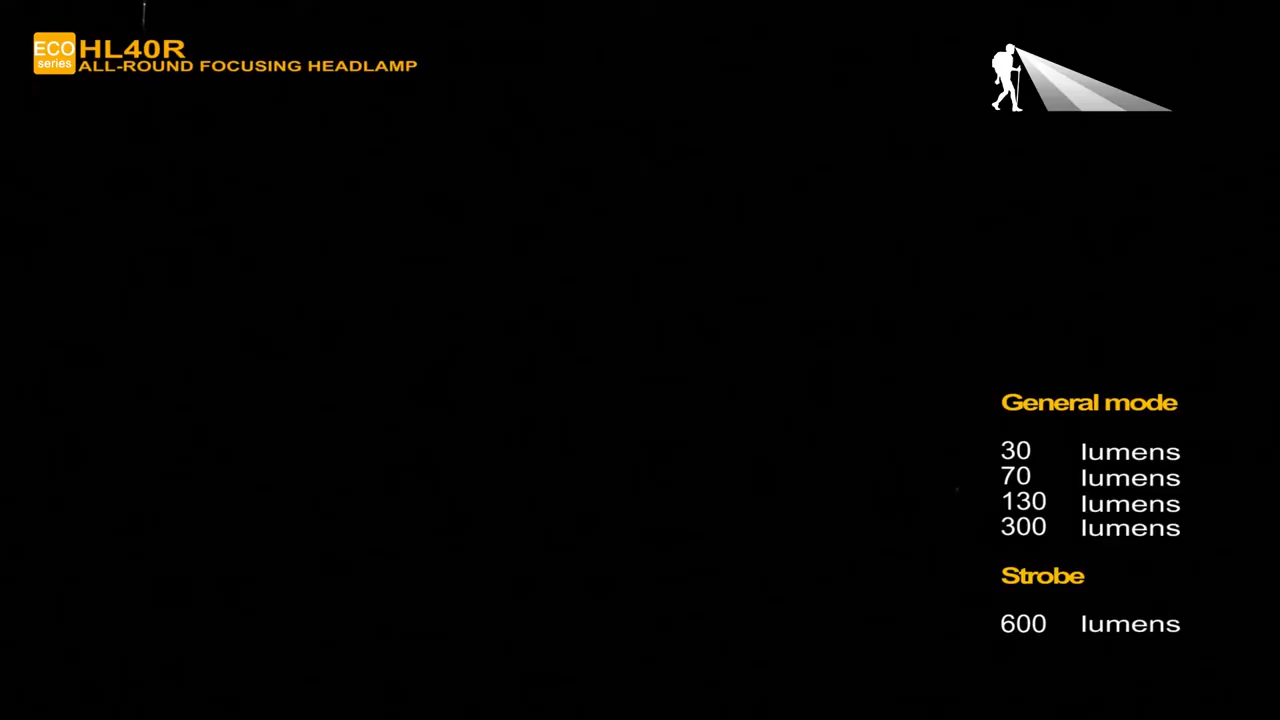 ECO
series
HL40R
ALL-ROUND FOCUSING HEADLAMP
General mode
30 lumens
70 lumens
130 lumens
300 lumens
Strobe
600 lumens